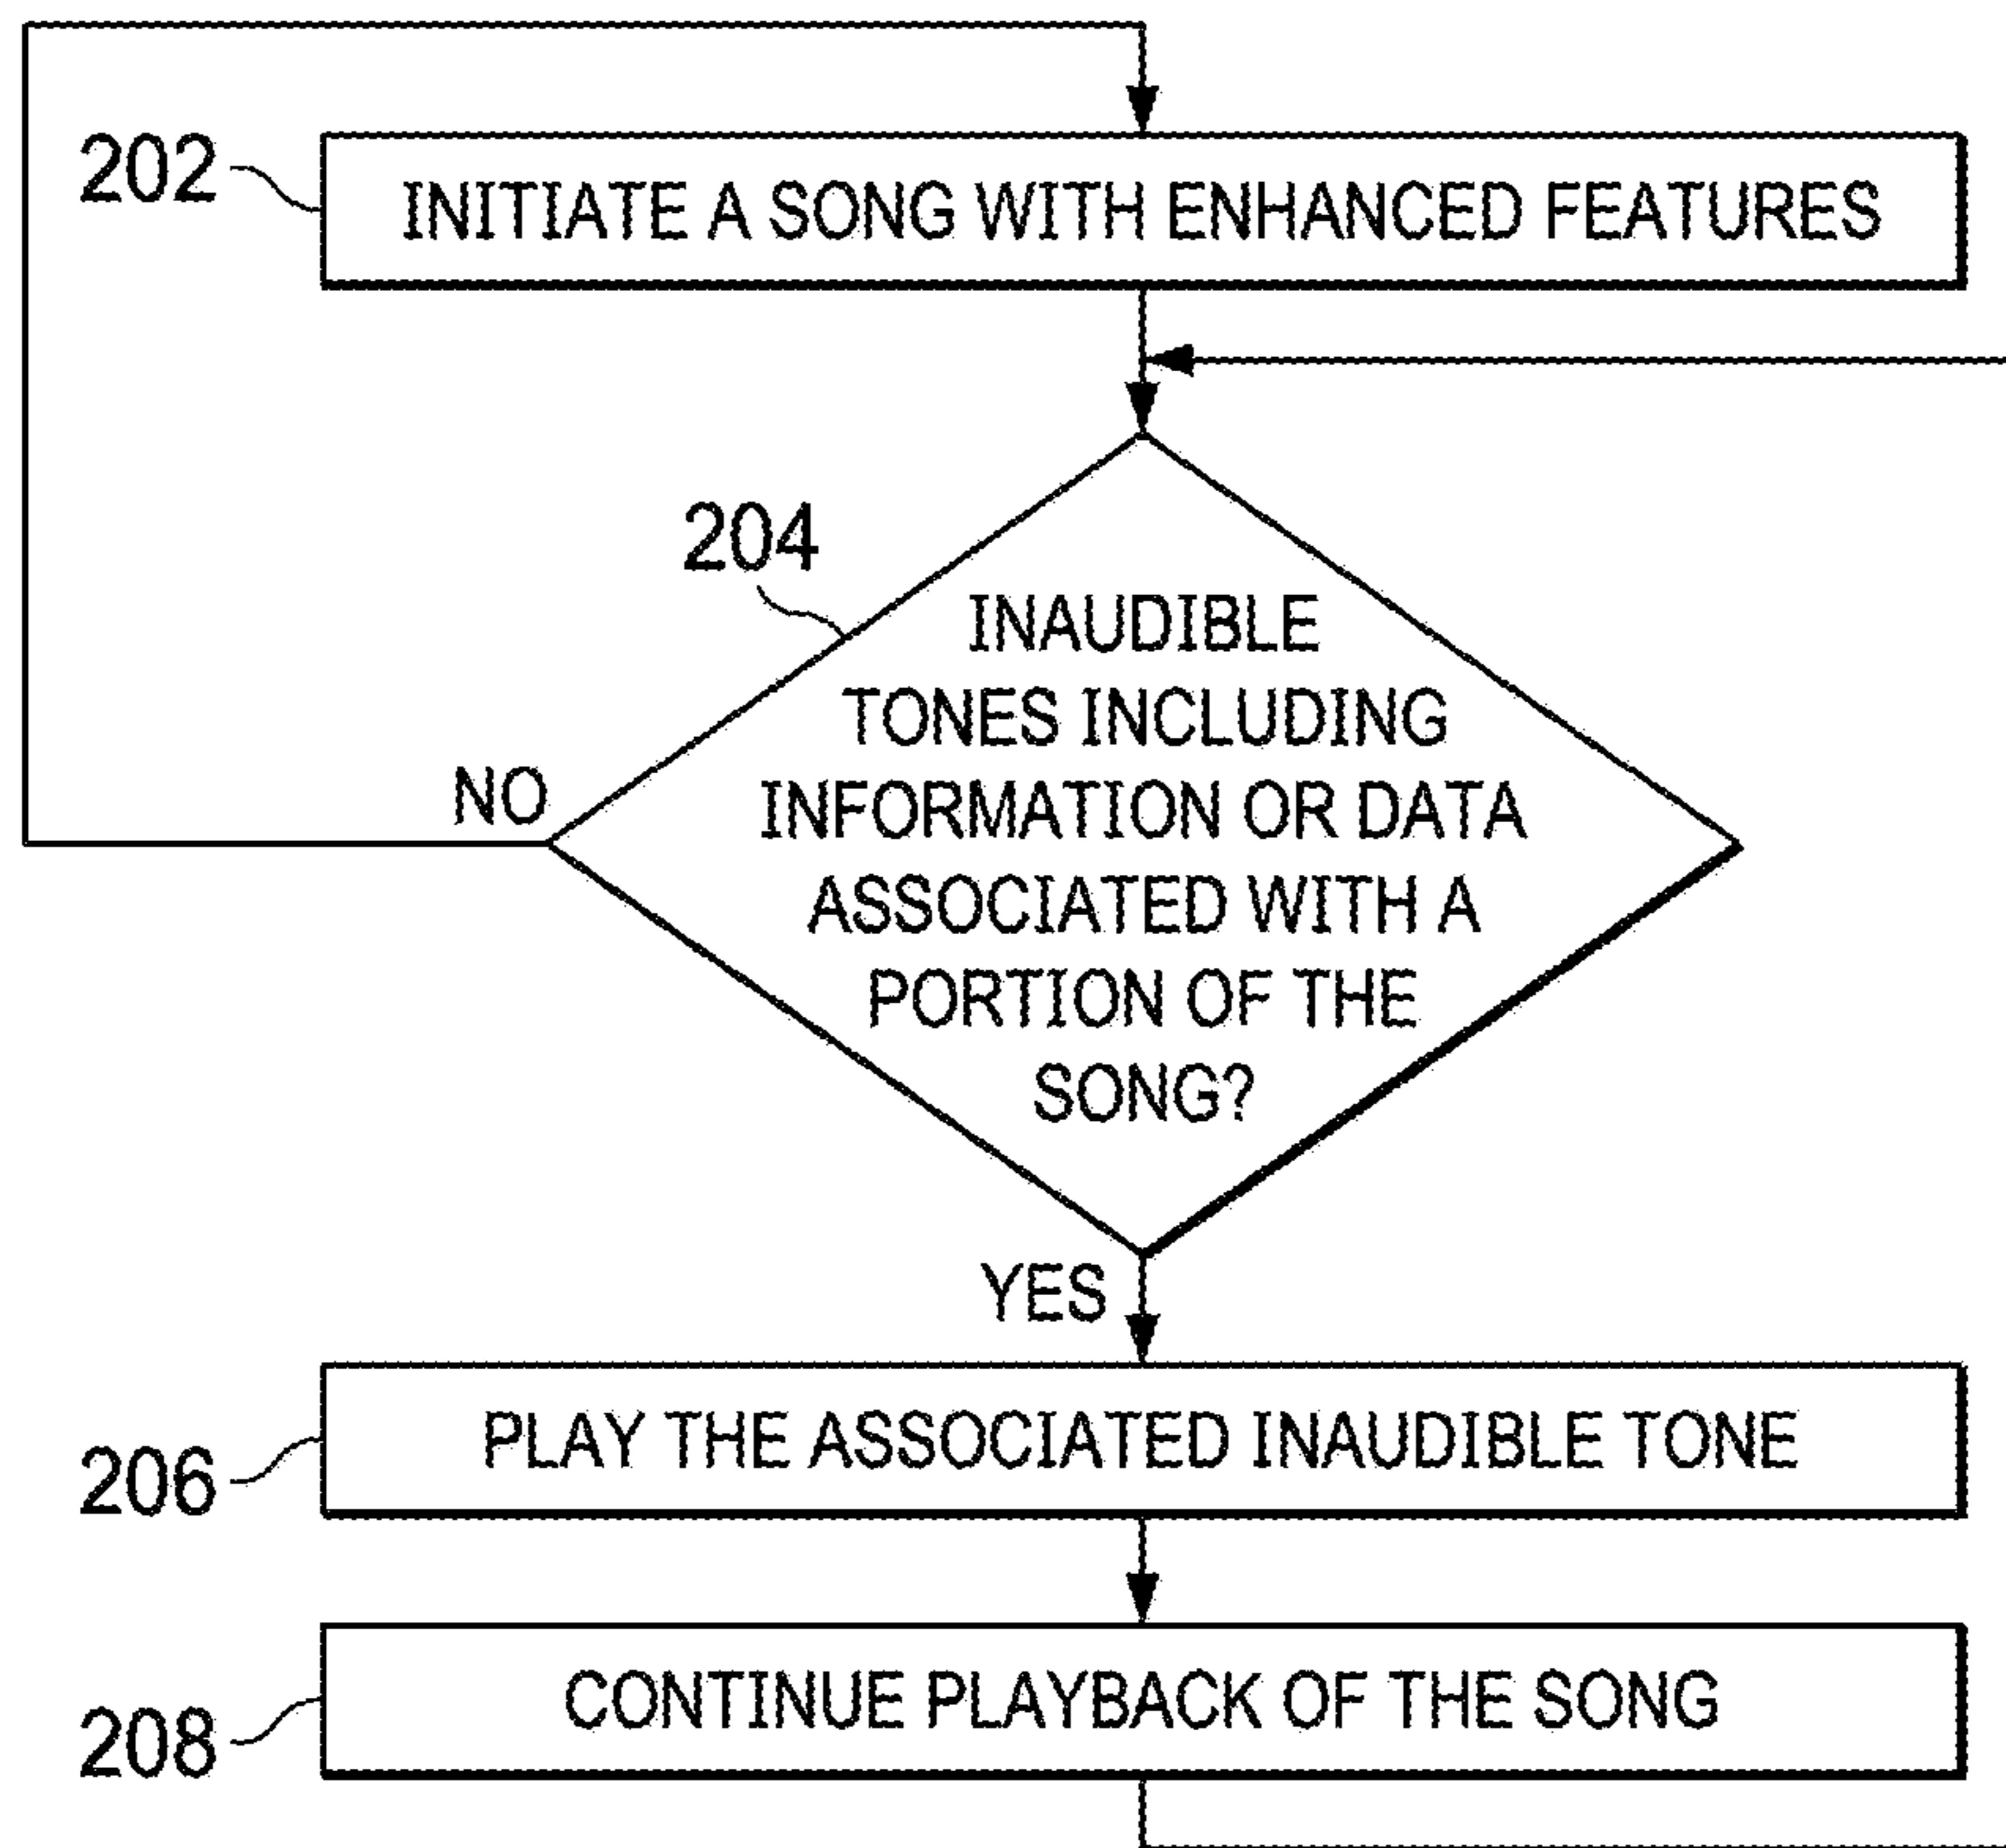 202
INITIATE A SONG WITH ENHANCED FEATURES
204
INAUDIBLE
TONES INCLUDING
INFORMATION OR DATA
ASSOCIATED WITH A
PORTION OF THE
SONG?
NO
YES
206
PLAY THE ASSOCIATED INAUDIBLE TONE
208
CONTINUE PLAYBACK OF THE SONG